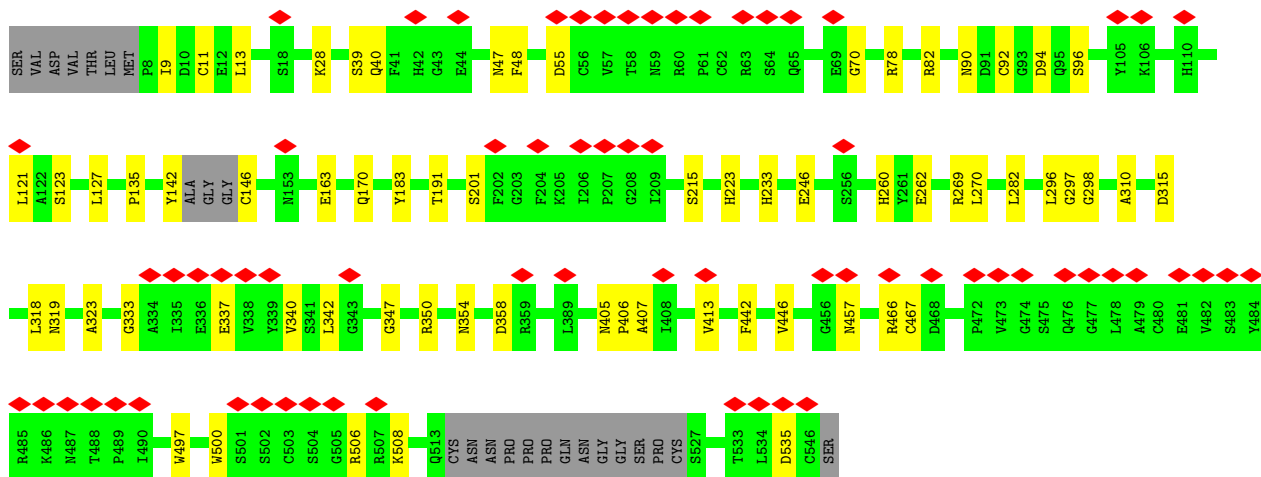 SER VAL ASP VAL THR LEU MET P8 I9 D10 C11 E12 L13 S18 K28 S39 Q40 F41 H42 G43 E44 N47 F48 D55 C56 V57 T58 N59 R60 P61 C62 R63 S64 Q65 E69 G70 R78 R82 N90 D91 C92 G93 D94 Q95 S96 Y105 K106 H110
L121 A122 S123 L127 P135 Y142 ALA GLY GLY C146 N153 E163 Q170 Y183 T191 S201 F202 G203 F204 K205 I206 P207 G208 I209 S215 H223 H233 E246 S256 H260 Y261 E262 R269 L270 L282 L296 G297 G298 A310 D315
L318 N319 A323 G333 A334 I335 E336 E337 V338 Y339 V340 S341 L342 G343 G347 R350 N354 D358 R359 L389 N405 P406 A407 I408 V413 F442 V446 G456 N457 R466 C467 D468 P472 V473 G474 S475 Q476 G477 L478 A479 C480 E481 V482 S483 Y484
R485 K486 N487 T488 P489 I490 W497 W500 S501 S502 C503 S504 G505 R506 R507 K508 Q513 CYS ASN ASN PRO PRO PRO GLN ASN GLY GLY SER PRO CYS S527 T533 L534 D535 C546 SER